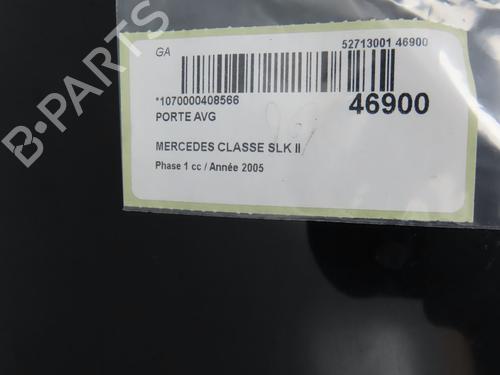 GA
52713001 46900
*1070000408566
46900
PORTE AVG
MERCEDES CLASSE SLK II
Phase 1 cc / Année 2005
B-PARTS